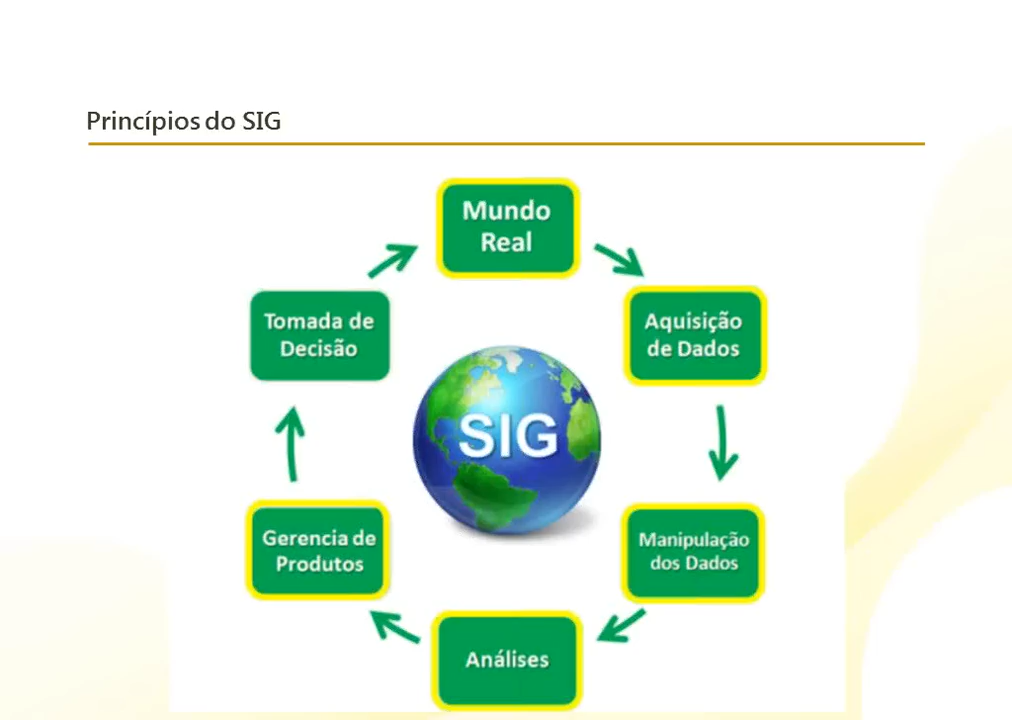 Princípios do SIG
Mundo
Real
Aquisição
de Dados
Manipulação
dos Dados
Análises
Gerencia de
Produtos
Tomada de
Decisão
SIG